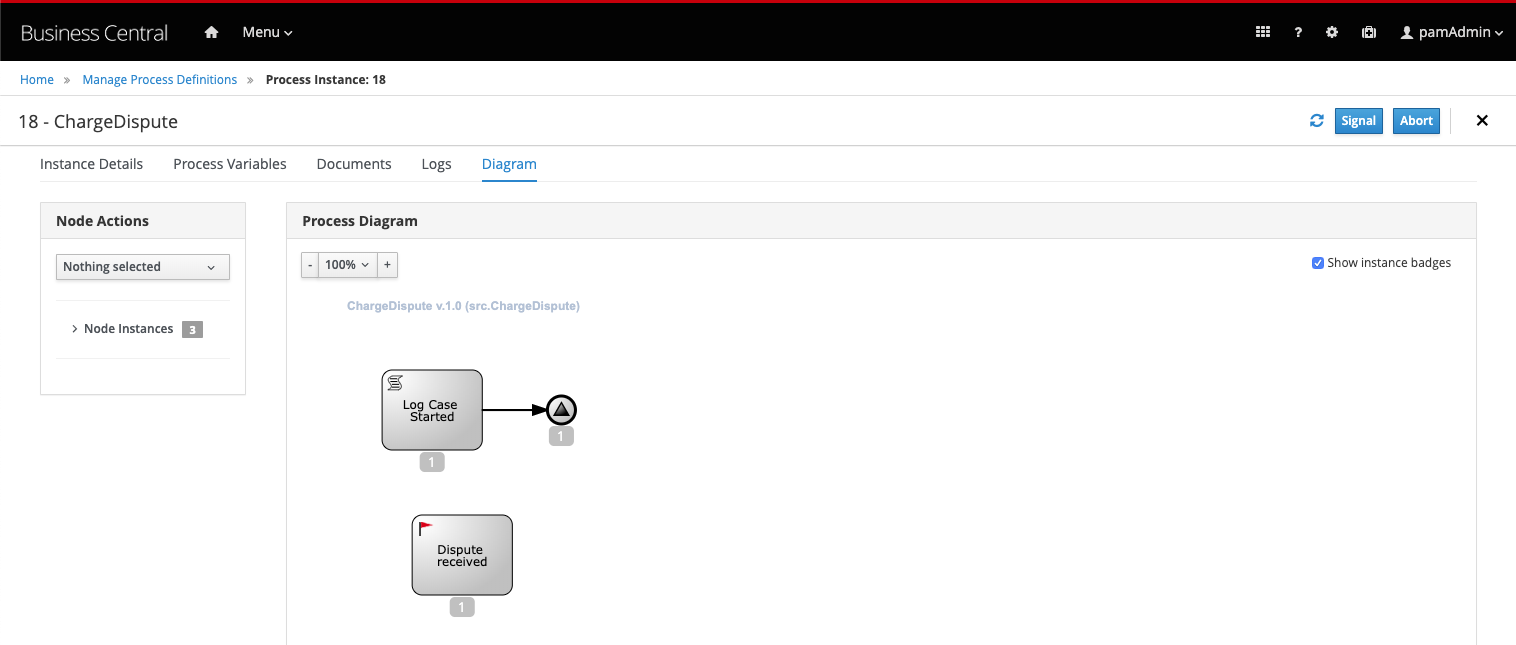 Business Central Menu ? pamAdmin
Home » Manage Process Definitions » Process Instance: 18
18 - ChargeDispute Signal Abort
Instance Details Process Variables Documents Logs Diagram
Node Actions
Nothing selected
Node Instances 3
Process Diagram
- 100% + Show instance badges
ChargeDispute v.1.0 (src.ChargeDispute)
Log Case
Started
1
1
Dispute
received
1